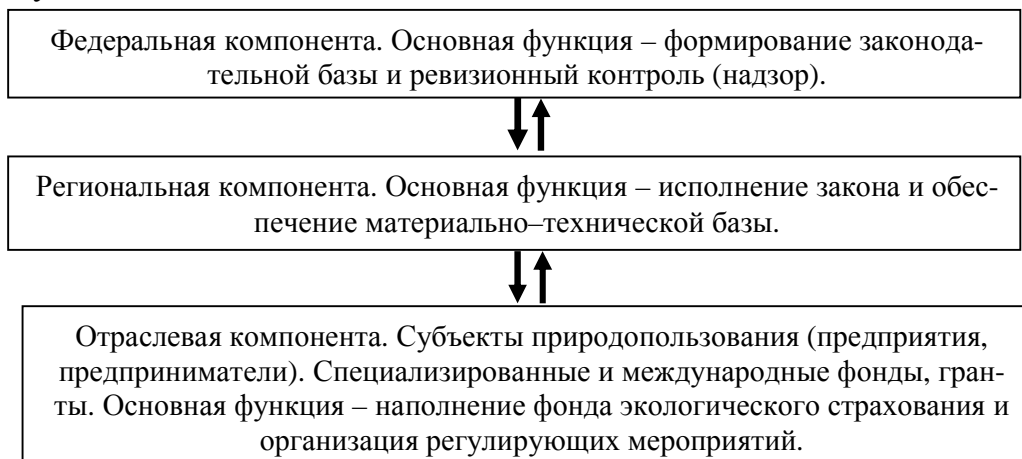 Федеральная компонента. Основная функция – формирование законода-
тельной базы и ревизионный контроль (надзор).
Региональная компонента. Основная функция – исполнение закона и обес-
печение материально–технической базы.
Отраслевая компонента. Субъекты природопользования (предприятия,
предприниматели). Специализированные и международные фонды, гран-
ты. Основная функция – наполнение фонда экологического страхования и
организация регулирующих мероприятий.